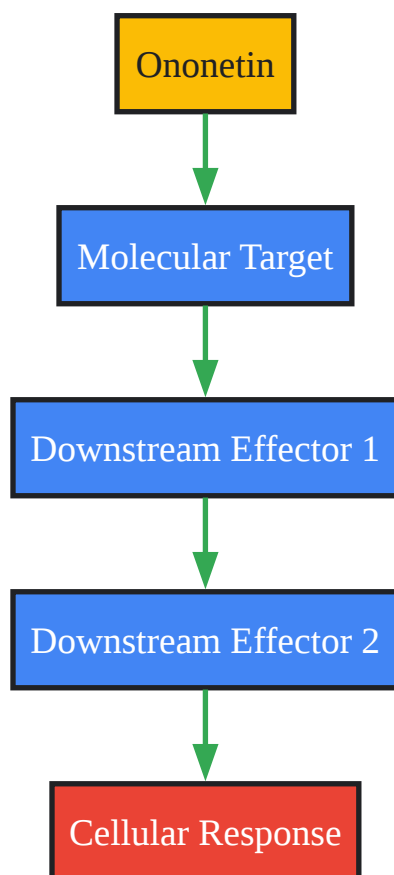 Ononetin
Molecular Target
Downstream Effector 1
Downstream Effector 2
Cellular Response